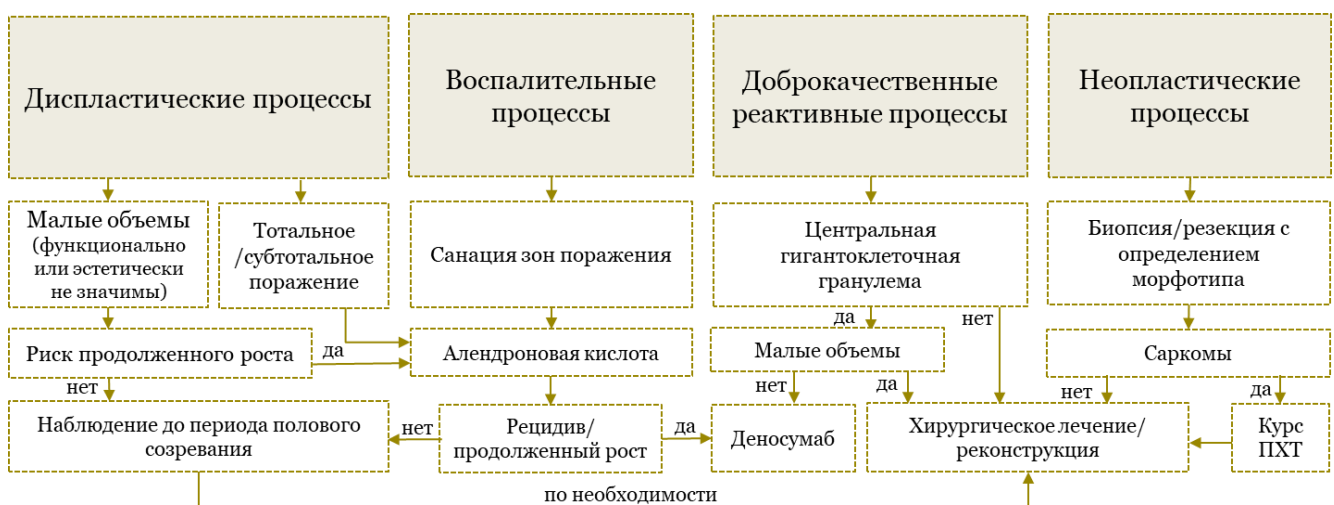 Диспластические процессы
Воспалительные
процессы
Доброкачественные
реактивные процессы
Неопластические
процессы
Малые объемы
(функционально
или эстетически
не значимы)
Тотальное
/субтотальное
поражение
Санация зон поражения
Центральная
гигантоклеточная
гранулема
Биопсия/резекция с
определением
морфотипа
да
нет
Риск продолженного роста
да
Алендроновая кислота
Малые объемы
Саркомы
нет
нет
да
нет
да
Наблюдение до периода полового
созревания
нет
Рецидив/
продолженный рост
да
Деносумаб
Хирургическое лечение/
реконструкция
Курс
ПХТ
по необходимости